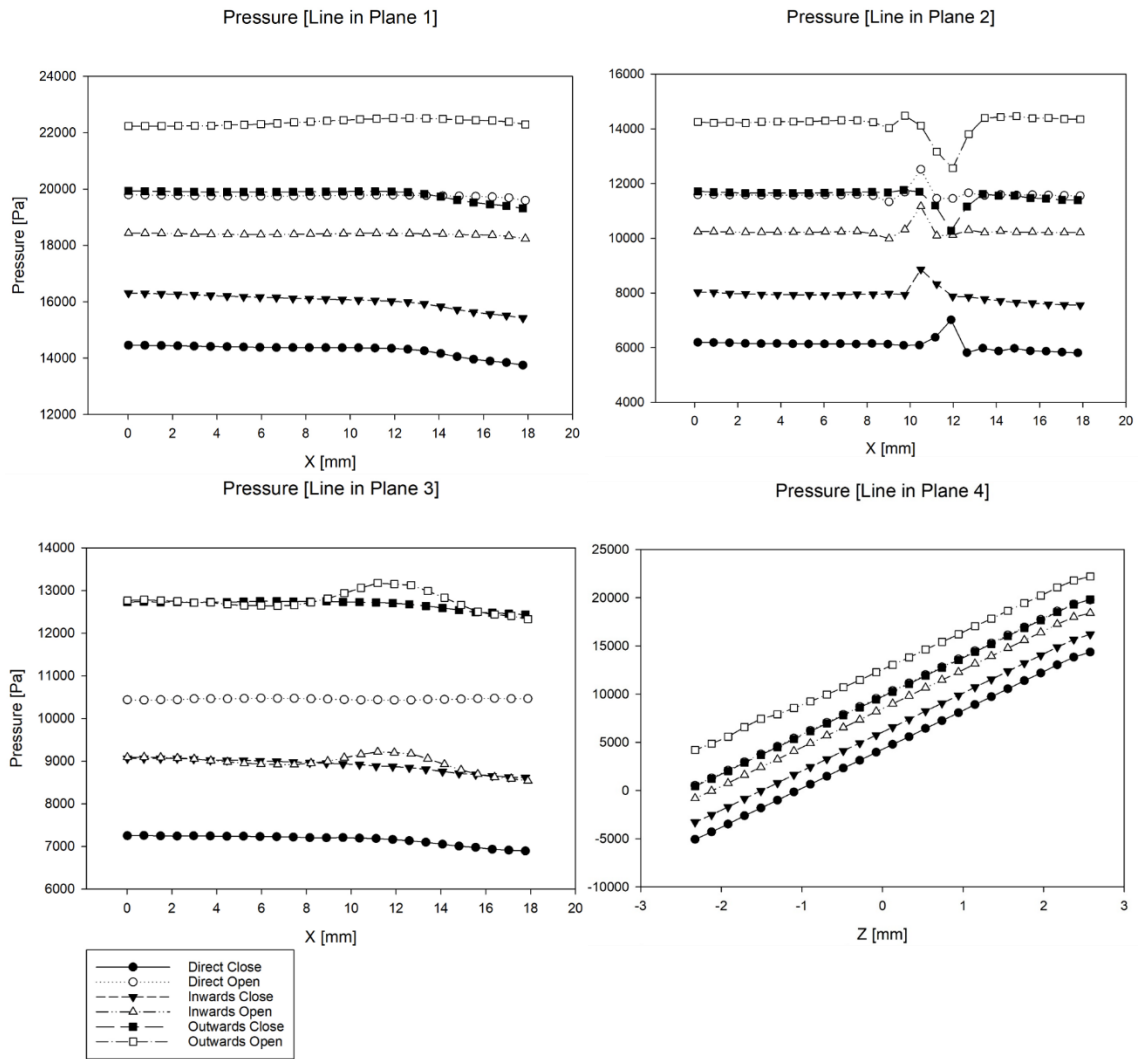 Pressure [Line in Plane 1]
Pressure [Pa]
24000
22000
20000
18000
16000
14000
12000
0 2 4 6 8 10 12 14 16 18 20
X [mm]
Pressure [Line in Plane 2]
Pressure [Pa]
16000
14000
12000
10000
8000
6000
4000
0 2 4 6 8 10 12 14 16 18 20
X [mm]
Pressure [Line in Plane 3]
Pressure [Pa]
14000
13000
12000
11000
10000
9000
8000
7000
6000
0 2 4 6 8 10 12 14 16 18 20
X [mm]
Pressure [Line in Plane 4]
Pressure [Pa]
25000
20000
15000
10000
5000
0
-5000
-10000
-3 -2 -1 0 1 2 3
Z [mm]
Direct Close
Direct Open
Inwards Close
Inwards Open
Outwards Close
Outwards Open